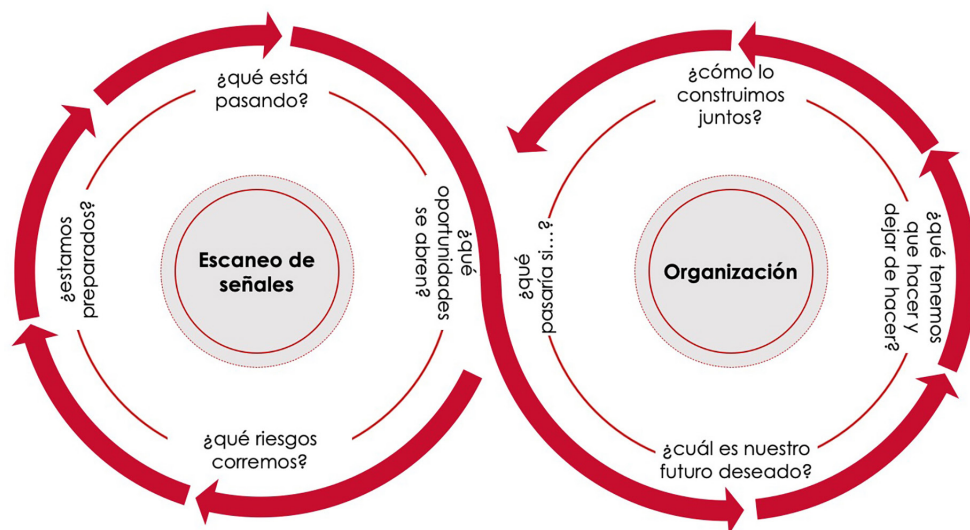 ¿qué está
pasando?
¿qué
oportunidades
se abren?
¿qué riesgos
corremos?
¿estamos
preparados?
Escaneo de
señales
¿cómo lo
construimos
juntos?
¿qué
pasaría si...?
Organización
¿qué tenemos
que hacer y
dejar de hacer?
¿cuál es nuestro
futuro deseado?